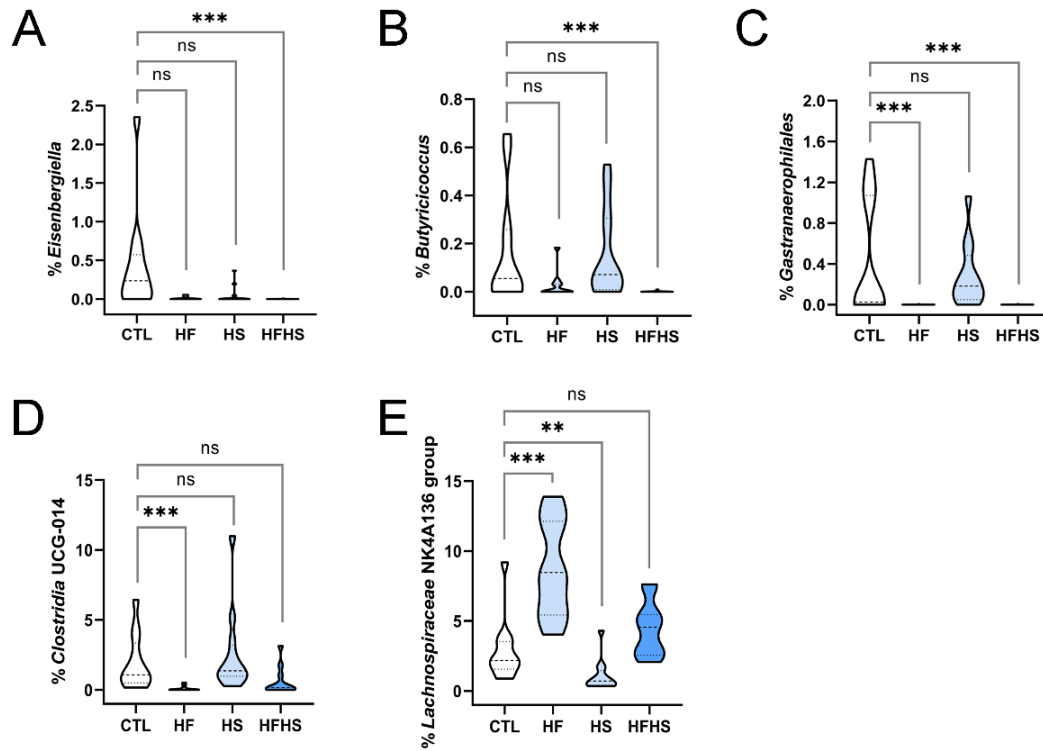 A
***
ns
ns
% Eisenbergiella
2.5
2.0
1.5
1.0
0.5
0.0
CTL HF HS HFHS
B
***
ns
ns
% Butyricicoccus
0.8
0.6
0.4
0.2
0.0
CTL HF HS HFHS
C
***
ns
***
% Gastranaerophilales
2.0
1.6
1.2
0.8
0.4
0.0
CTL HF HS HFHS
D
ns
ns
***
% Clostridia UCG-014
15
10
5
0
CTL HF HS HFHS
E
ns
**
***
% Lachnospiraceae NK4A136 group
15
10
5
0
CTL HF HS HFHS